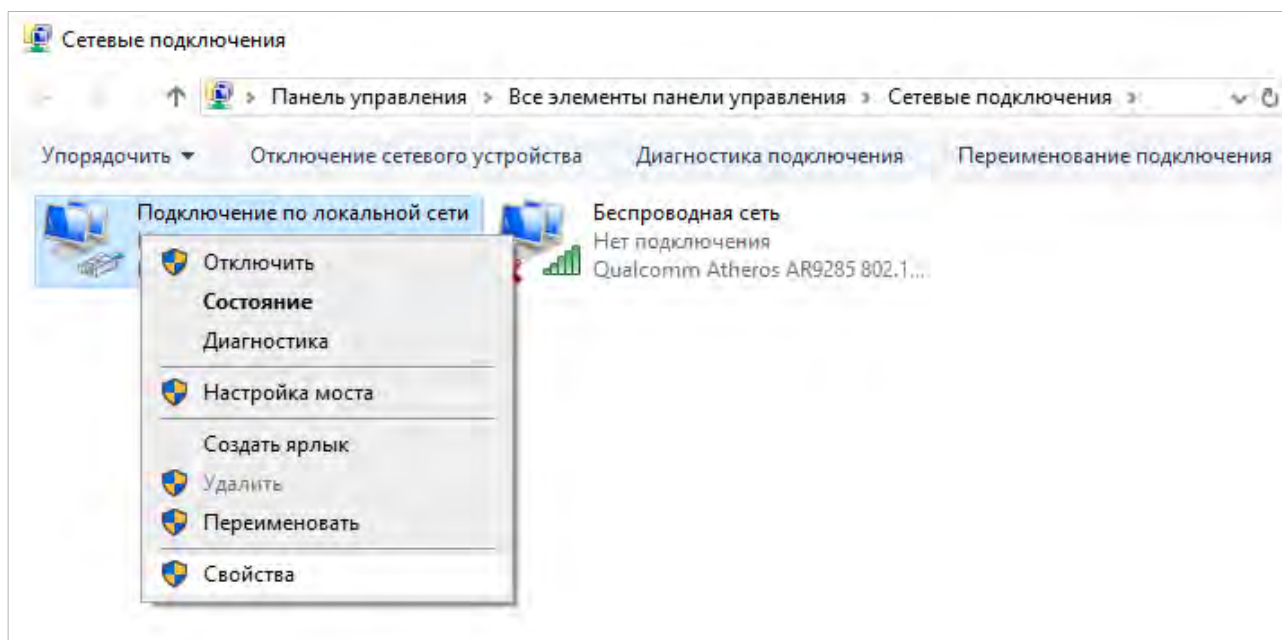 Сетевые подключения
Панель управления > Все элементы панели управления > Сетевые подключения >
Упорядочить Отключение сетевого устройства Диагностика подключения Переименование подключения
Подключение по локальной сети
Беспроводная сеть
Нет подключения
Qualcomm Atheros AR9285 802.1...
Отключить
Состояние
Диагностика
Настройка моста
Создать ярлык
Удалить
Переименовать
Свойства